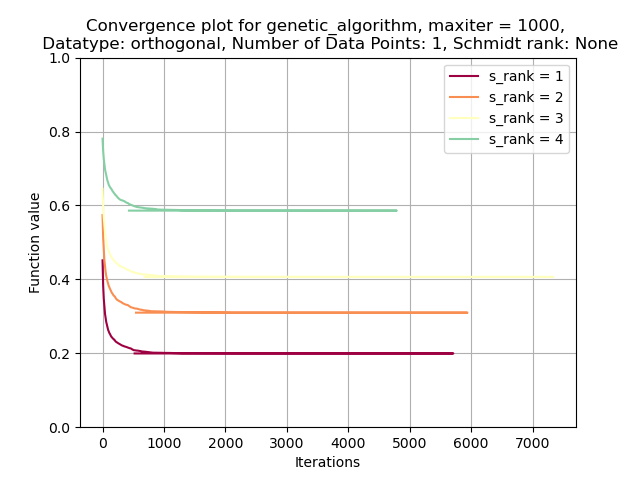 Convergence plot for genetic_algorithm, maxiter = 1000,
Datatype: orthogonal, Number of Data Points: 1, Schmidt rank: None
s_rank = 1
s_rank = 2
s_rank = 3
s_rank = 4
1.0
0.8
0.6
0.4
0.2
0.0
Function value
0 1000 2000 3000 4000 5000 6000 7000
Iterations